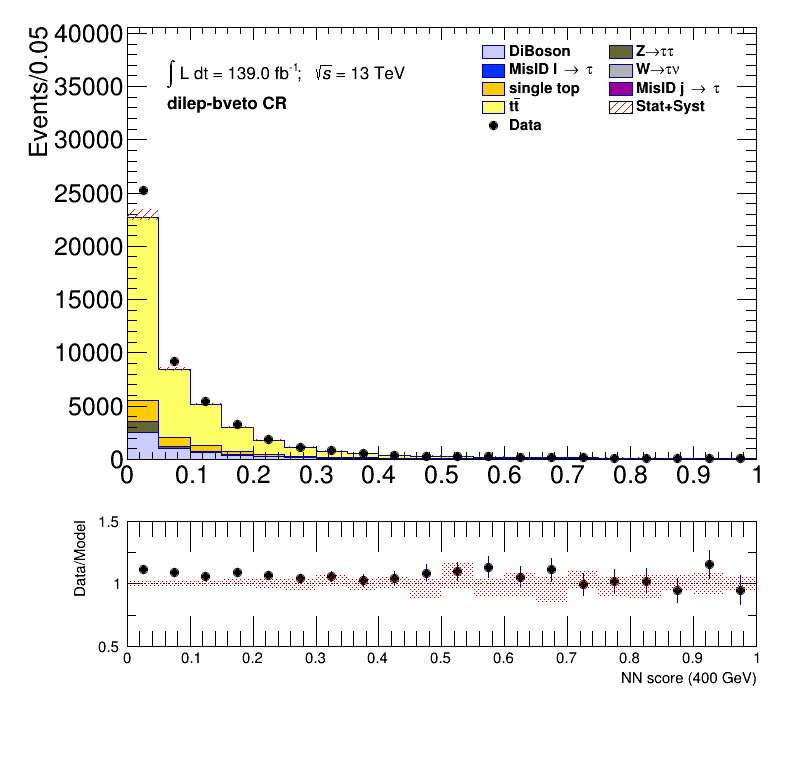 Events/0.05
40000
35000
30000
25000
20000
15000
10000
5000
0
∫ L dt = 139.0 fb⁻¹; √s = 13 TeV
dilep-bveto CR
DiBoson
MisID l → τ
single top
tt̄
Data
Z→ττ
W→τν
MisID j → τ
Stat+Syst
0 0.1 0.2 0.3 0.4 0.5 0.6 0.7 0.8 0.9 1
Data/Model
1.5
1
0.5
0 0.1 0.2 0.3 0.4 0.5 0.6 0.7 0.8 0.9 1
NN score (400 GeV)